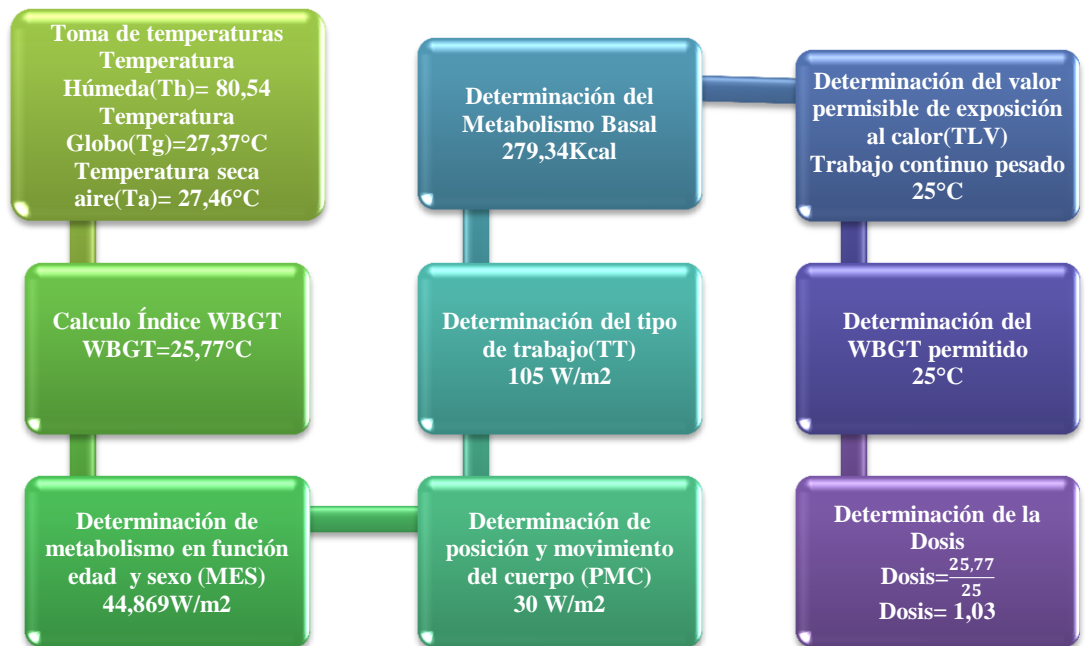 Toma de temperaturas
Temperatura
Húmeda(Th)= 80,54
Temperatura
Globo(Tg)=27,37°C
Temperatura seca
aire(Ta)= 27,46°C
Calculo Índice WBGT
WBGT=25,77°C
Determinación de
metabolismo en función
edad y sexo (MES)
44,869W/m2
Determinación de
posición y movimiento
del cuerpo (PMC)
30 W/m2
Determinación del tipo
de trabajo(TT)
105 W/m2
Determinación del
Metabolismo Basal
279,34Kcal
Determinación del valor
permisible de exposición
al calor(TLV)
Trabajo continuo pesado
25°C
Determinación del
WBGT permitido
25°C
Determinación de la
Dosis
Dosis=25,77/25
Dosis= 1,03